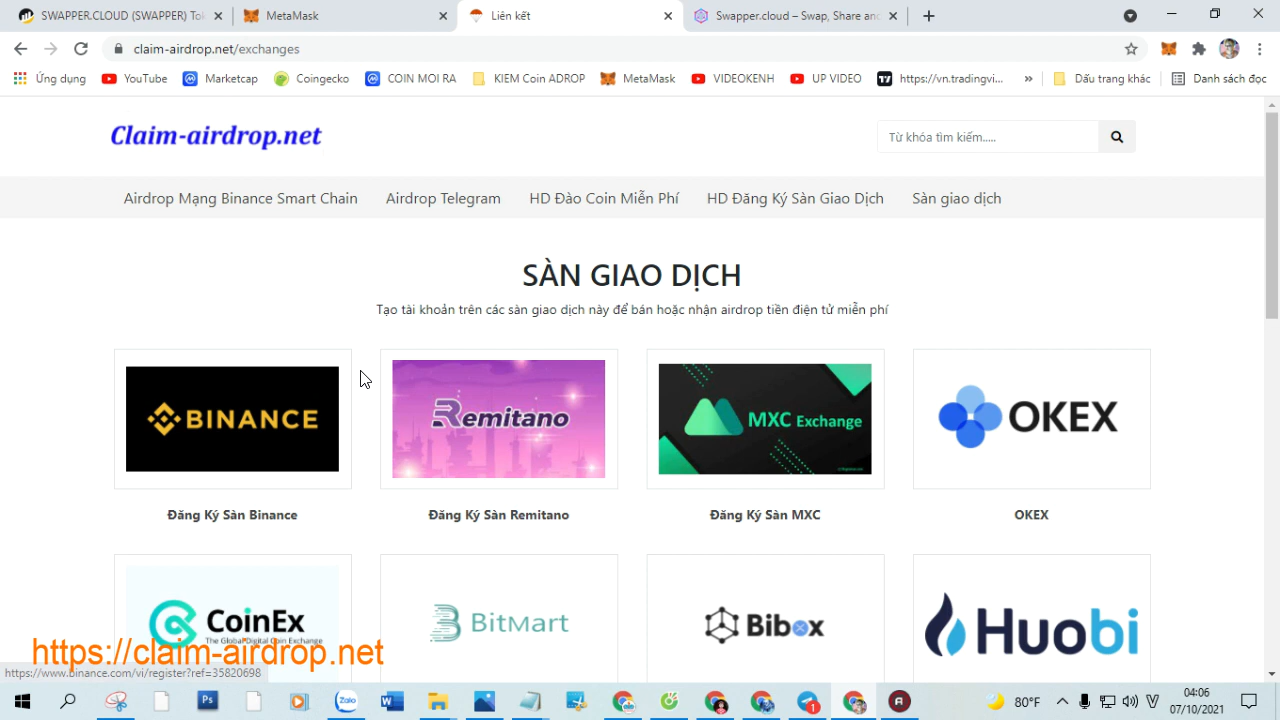 SWAPPER.CLOUD (SWAPPER) Tok
MetaMask
Liên kết
Swapper.cloud – Swap, Share and
claim-airdrop.net/exchanges
Ứng dụng
YouTube
Marketcap
Coingecko
COIN MOI RA
KIEM Coin ADROP
MetaMask
VIDEOKENH
UP VIDEO
https://vn.tradingvi...
»
Dấu trang khác
Danh sách đọc
Claim-airdrop.net
Từ khóa tìm kiếm.....
Airdrop Mạng Binance Smart Chain
Airdrop Telegram
HD Đào Coin Miễn Phí
HD Đăng Ký Sàn Giao Dịch
Sàn giao dịch
SÀN GIAO DỊCH
Tạo tài khoản trên các sàn giao dịch này để bán hoặc nhận airdrop tiền điện tử miễn phí
BINANCE
Remitano
MXC Exchange
OKEX
Đăng Ký Sàn Binance
Đăng Ký Sàn Remitano
Đăng Ký Sàn MXC
OKEX
CoinEx
The Global Digital Coin Exchange
BitMart
Bibox
Huobi
https://claim-airdrop.net
https://www.binance.com/vi/register?ref=35820698
Zalo
1
80°F
04:06
07/10/2021